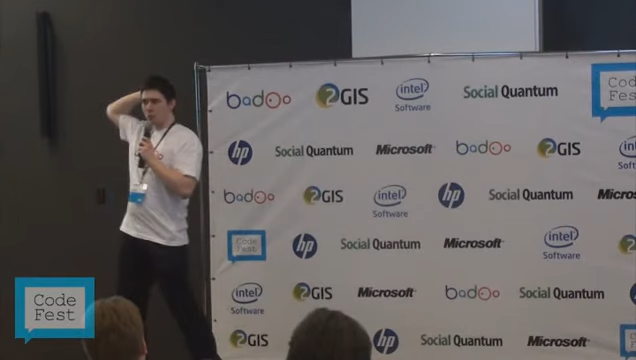 badoo 2GIS intel Software Social Quantum Code Fest
hp Social Quantum Microsoft badoo 2GIS
badoo 2GIS intel Software hp Social Quantum
Code Fest hp Social Quantum Microsoft intel Software
intel Software 2GIS Microsoft badoo Social Quantum
2GIS hp Social Quantum Microsoft
Code
Fest